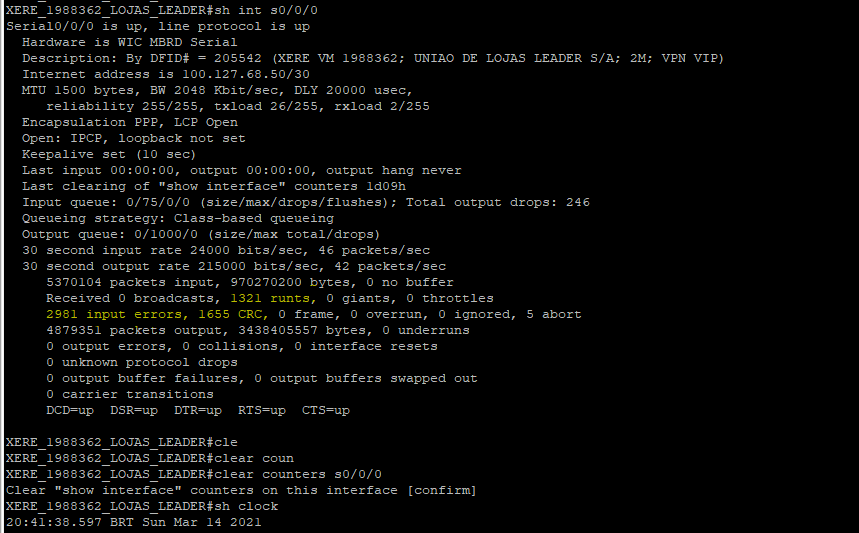 XERE_1988362_LOJAS_LEADER#sh int s0/0/0
Serial0/0/0 is up, line protocol is up
Hardware is WIC MBRD Serial
Description: By DFID# = 205542 (XERE VM 1988362; UNIAO DE LOJAS LEADER S/A; 2M; VPN VIP)
Internet address is 100.127.68.50/30
MTU 1500 bytes, BW 2048 Kbit/sec, DLY 20000 usec,
reliability 255/255, txload 26/255, rxload 2/255
Encapsulation PPP, LCP Open
Open: IPCP, loopback not set
Keepalive set (10 sec)
Last input 00:00:00, output 00:00:00, output hang never
Last clearing of "show interface" counters 1d09h
Input queue: 0/75/0/0 (size/max/drops/flushes); Total output drops: 246
Queueing strategy: Class-based queueing
Output queue: 0/1000/0 (size/max total/drops)
30 second input rate 24000 bits/sec, 46 packets/sec
30 second output rate 215000 bits/sec, 42 packets/sec
5370104 packets input, 970270200 bytes, 0 no buffer
Received 0 broadcasts, 1321 runts, 0 giants, 0 throttles
2981 input errors, 1655 CRC, 0 frame, 0 overrun, 0 ignored, 5 abort
4879351 packets output, 3438405557 bytes, 0 underruns
0 output errors, 0 collisions, 0 interface resets
0 unknown protocol drops
0 output buffer failures, 0 output buffers swapped out
0 carrier transitions
DCD=up  DSR=up  DTR=up  RTS=up  CTS=up
XERE_1988362_LOJAS_LEADER#cle
XERE_1988362_LOJAS_LEADER#clear coun
XERE_1988362_LOJAS_LEADER#clear counters s0/0/0
Clear "show interface" counters on this interface [confirm]
XERE_1988362_LOJAS_LEADER#sh clock
20:41:38.597 BRT Sun Mar 14 2021